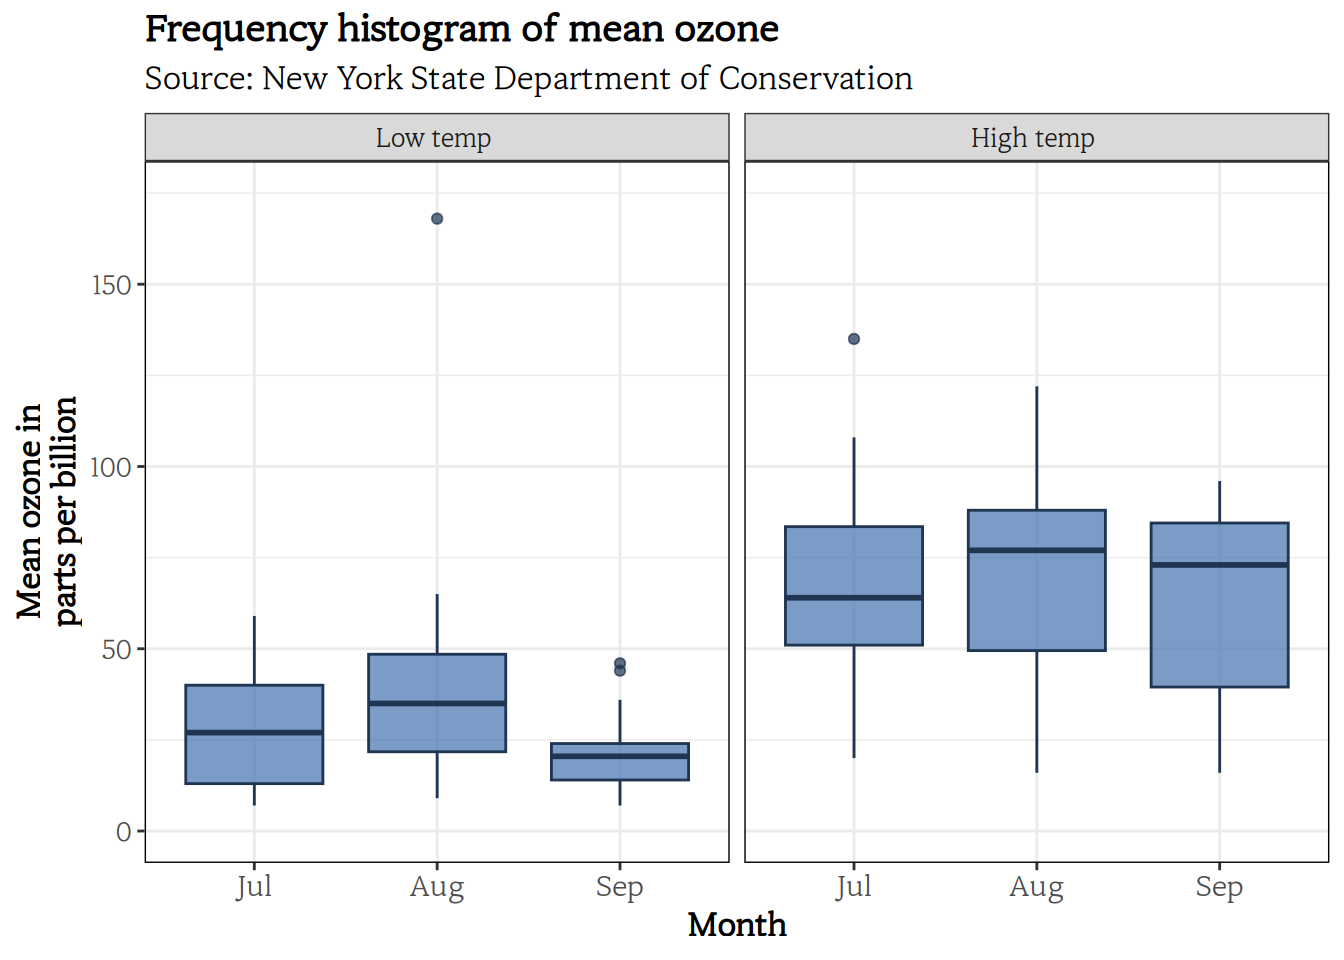 Frequency histogram of mean ozone
Source: New York State Department of Conservation
Low temp
High temp
Mean ozone in
parts per billion
150
100
50
0
Jul
Aug
Sep
Jul
Aug
Sep
Month